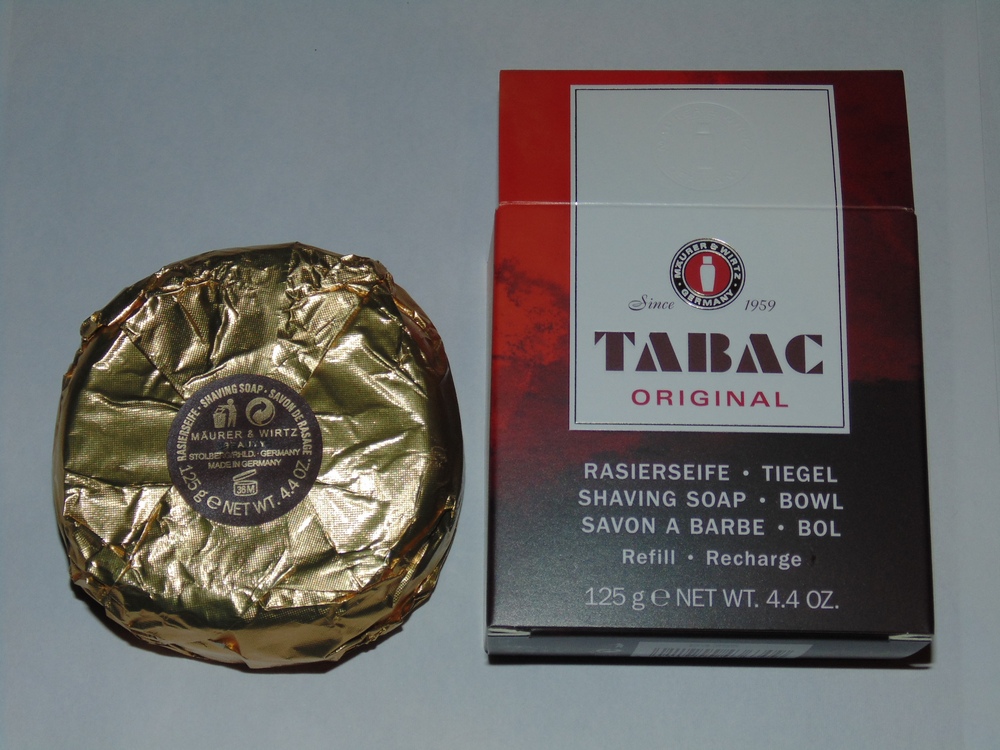 RASIERSEIFE · SHAVING SOAP · SAVON DE RASAGE
MÄURER & WIRTZ
STOLBERG/RHLD. · GERMANY
MADE IN GERMANY
36M
125 g ℮ NET WT. 4.4 OZ.
MÄURER & WIRTZ · GERMANY ·
Since 1959
TABAC
ORIGINAL
RASIERSEIFE · TIEGEL
SHAVING SOAP · BOWL
SAVON A BARBE · BOL
Refill · Recharge
125 g ℮ NET WT. 4.4 OZ.